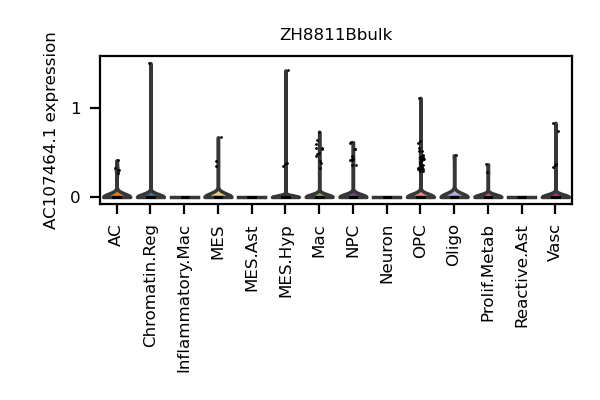 ZH8811Bbulk
AC107464.1 expression
1
0
AC
Chromatin.Reg
Inflammatory.Mac
MES
MES.Ast
MES.Hyp
Mac
NPC
Neuron
OPC
Oligo
Prolif.Metab
Reactive.Ast
Vasc